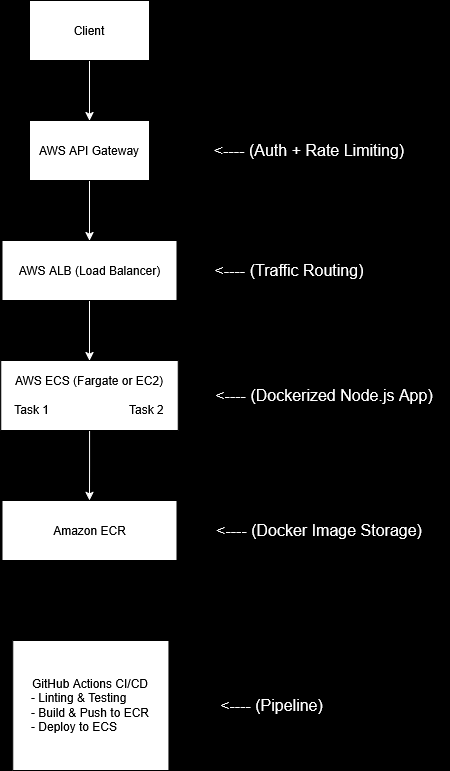 Client
AWS API Gateway
<---- (Auth + Rate Limiting)
AWS ALB (Load Balancer)
<---- (Traffic Routing)
AWS ECS (Fargate or EC2)
Task 1 Task 2
<---- (Dockerized Node.js App)
Amazon ECR
<---- (Docker Image Storage)
GitHub Actions CI/CD
- Linting & Testing
- Build & Push to ECR
- Deploy to ECS
<---- (Pipeline)